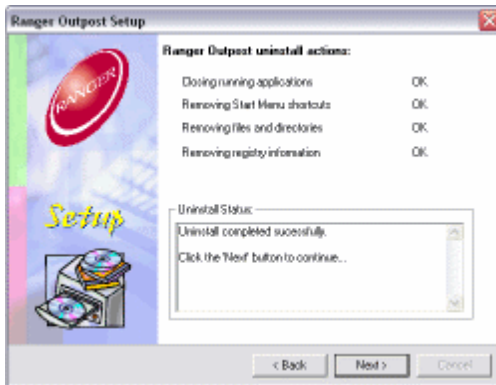 Ranger Outpost Setup
RANGER
Setup
Ranger Outpost uninstall actions:
Closing running applications OK
Removing Start Menu shortcuts OK
Removing files and directories OK
Removing registry information OK
Uninstall Status:
Uninstall completed sucessfully.
Click the 'Next' button to continue...
< Back
Next >
Cancel